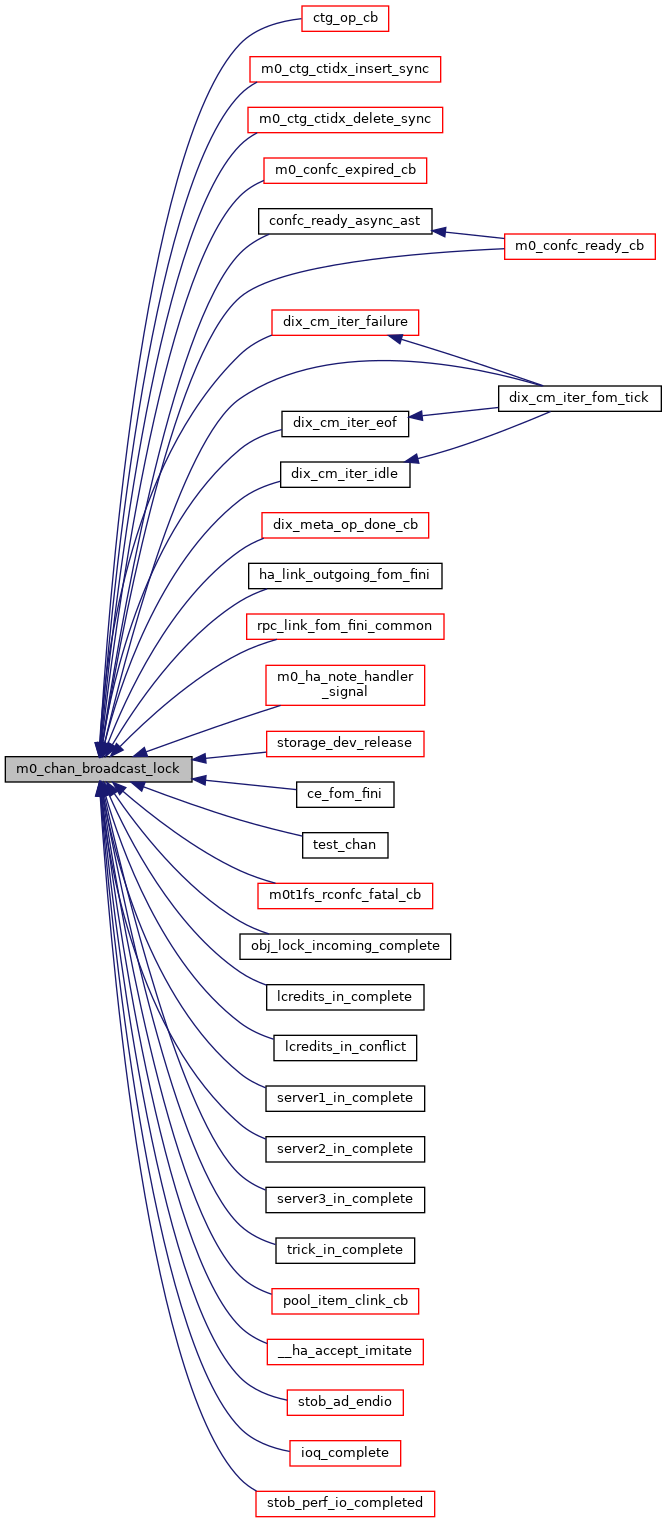 ctg_op_cb
m0_ctg_ctidx_insert_sync
m0_ctg_ctidx_delete_sync
m0_confc_expired_cb
confc_ready_async_ast
m0_confc_ready_cb
dix_cm_iter_failure
dix_cm_iter_fom_tick
dix_cm_iter_eof
dix_cm_iter_idle
dix_meta_op_done_cb
ha_link_outgoing_fom_fini
rpc_link_fom_fini_common
m0_ha_note_handler
_signal
storage_dev_release
m0_chan_broadcast_lock
ce_fom_fini
test_chan
m0t1fs_rconfc_fatal_cb
obj_lock_incoming_complete
lcredits_in_complete
lcredits_in_conflict
server1_in_complete
server2_in_complete
server3_in_complete
trick_in_complete
pool_item_clink_cb
__ha_accept_imitate
stob_ad_endio
ioq_complete
stob_perf_io_completed